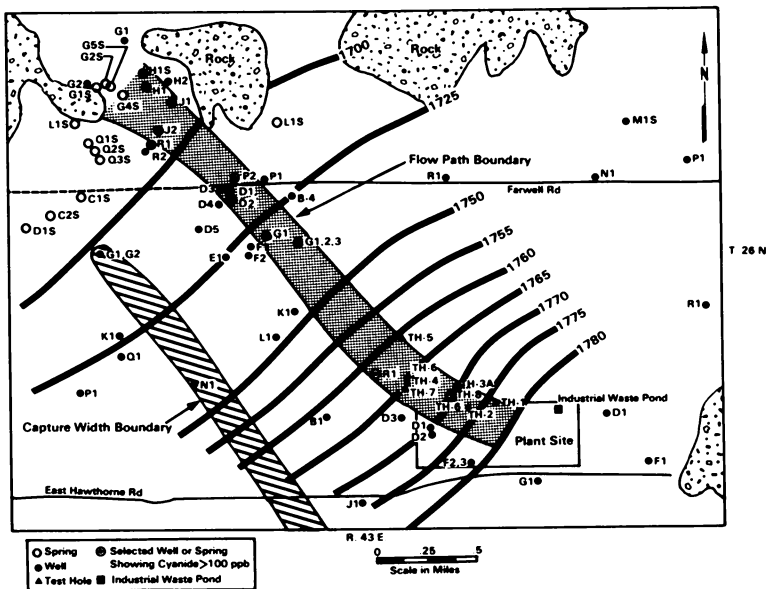 G1
G5S
G2S
H1S
H2
Rock
Rock
1700
N
G2
G1S
H1
G4S
J1
1725
L1S
L1S
M1S
J2
Q1S
Q2S
R1
R2
Q3S
Flow Path Boundary
P1
P2
P1
R1
N1
Farwell Rd
D3
D1
D2
B-4
C1S
D4
C2S
D1S
D5
1750
G1
G1,2,3
1755
T 26 N
G1,G2
E1
F2
1760
1765
1770
R1
K1
1775
K1
L1
TH-5
1780
Q1
TH-6
R1
TH-4
TH-3A
N1
TH-7
TH-8
TH-1
Industrial Waste Pond
P1
TH-2
D1
Capture Width Boundary
B1
D3
D1
D2
Plant Site
F2,3
F1
G1
East Hawthorne Rd
J1
R. 43 E
Spring
Selected Well or Spring
Well
Showing Cyanide>100 ppb
Test Hole
Industrial Waste Pond
0 .25 5
Scale in Miles